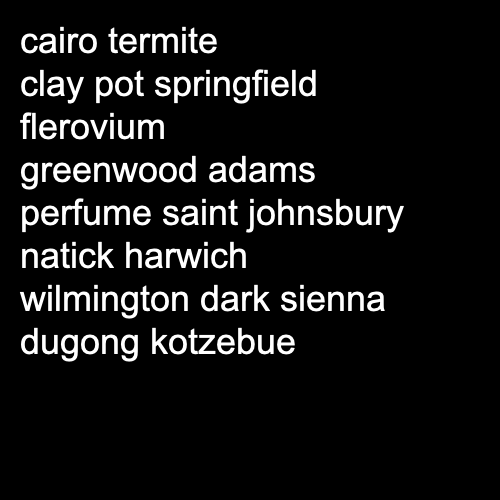 cairo termite
clay pot springfield
flerovium
greenwood adams
perfume saint johnsbury
natick harwich
wilmington dark sienna
dugong kotzebue